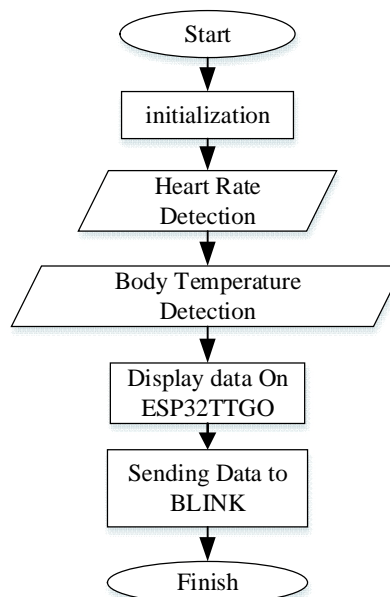 Start
initialization
Heart Rate
Detection
Body Temperature
Detection
Display data On
ESP32TTGO
Sending Data to
BLINK
Finish